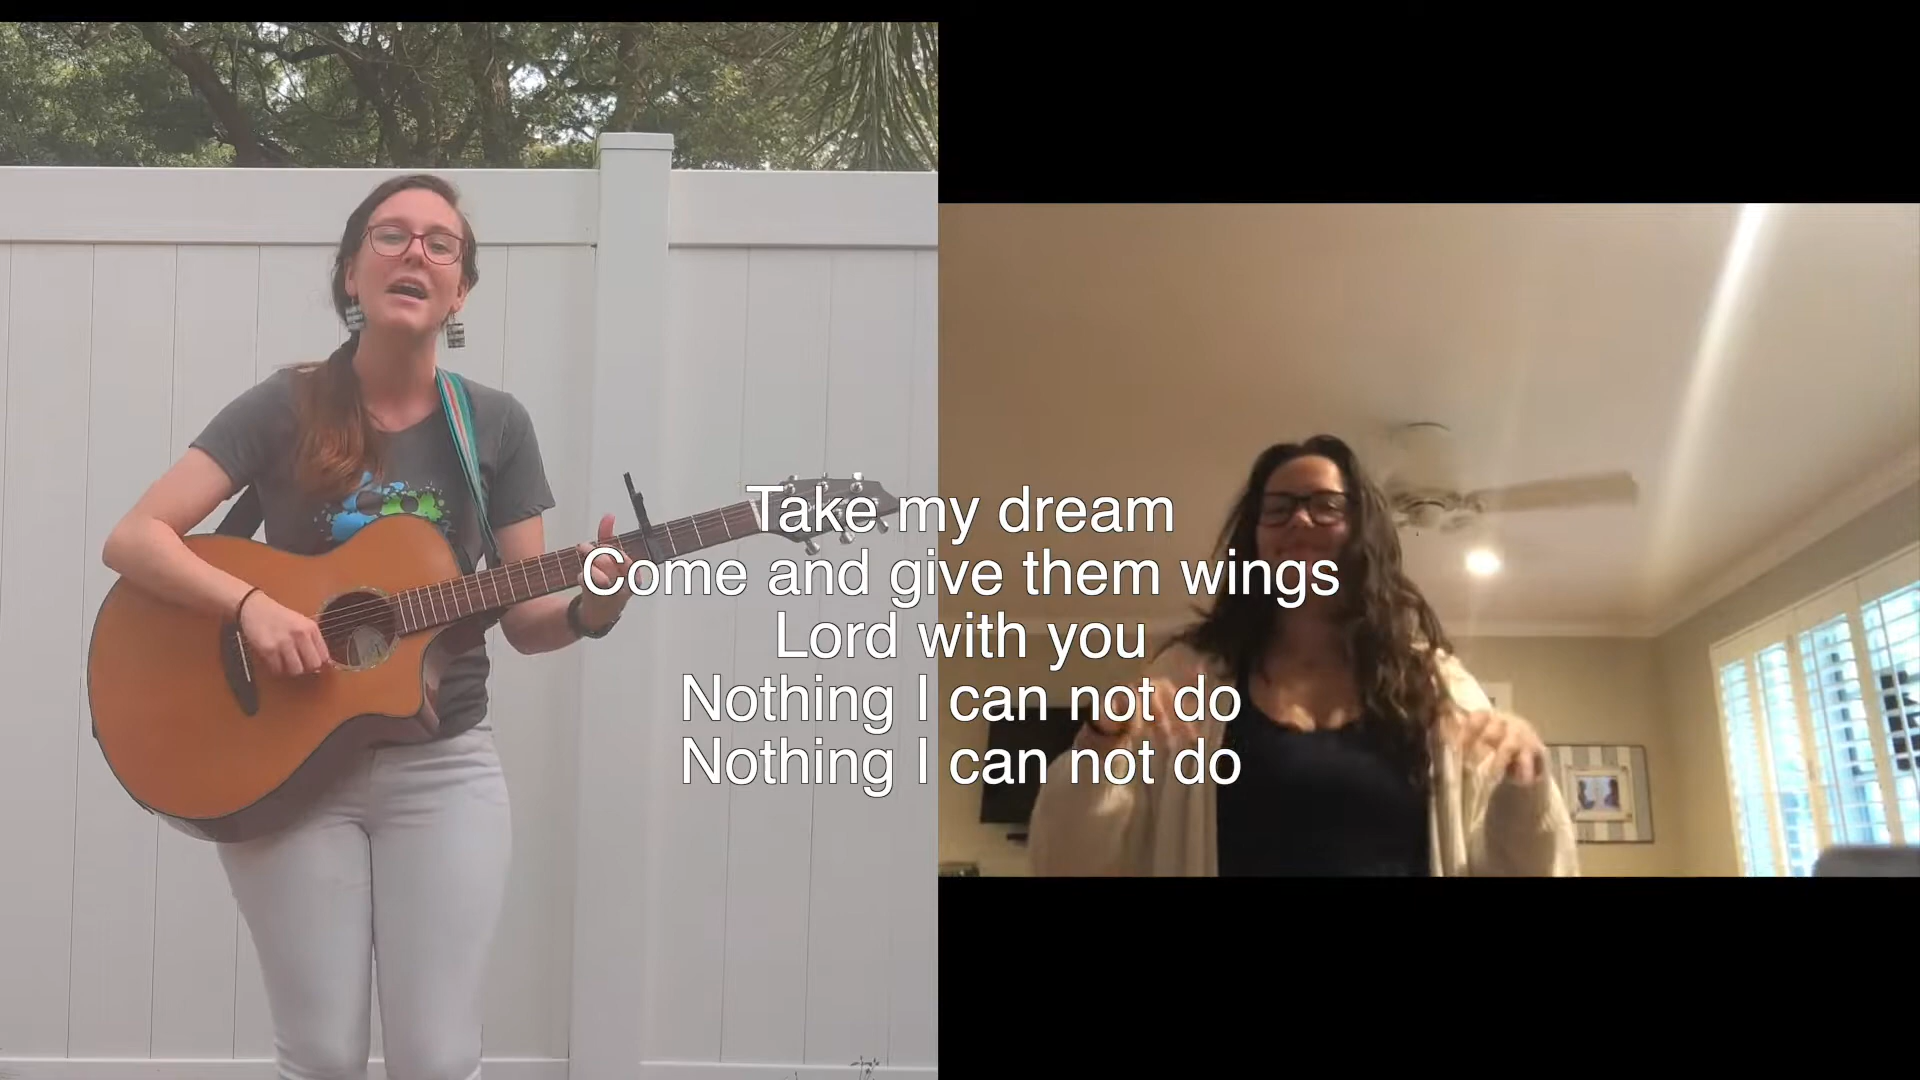 Take my dream
Come and give them wings
Lord with you
Nothing I can not do
Nothing I can not do